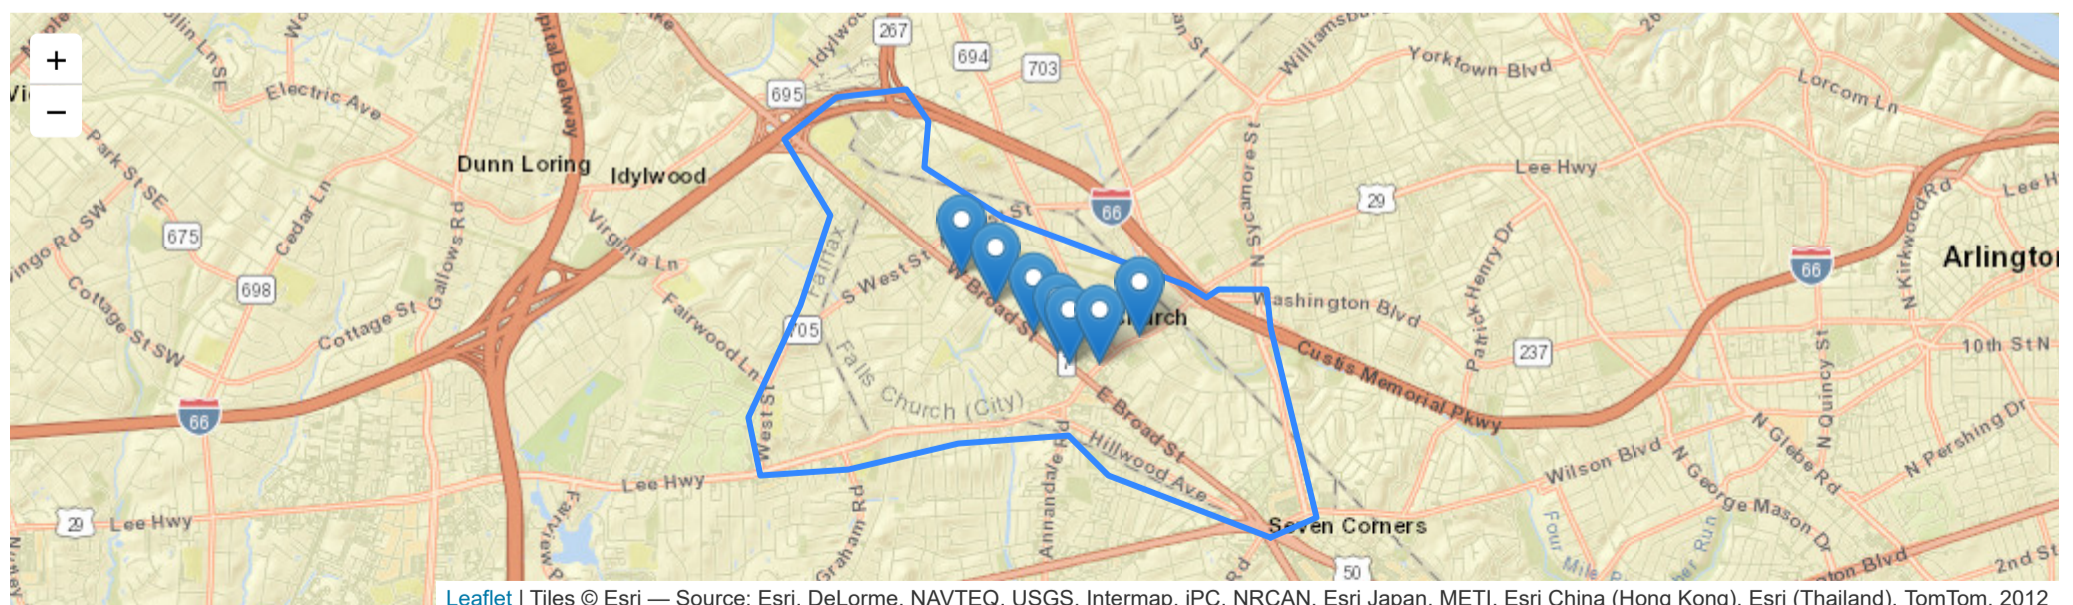 +
−
267
694
703
695
Electric Ave
Yorktown Blvd
Lorcom Ln
Dunn Loring
Idylwood
Lee Hwy
29
66
Park St SE
675
Cedar Ln
Gallows Rd
Virginia Ln
Fairfax
S West St
N Sycamore St
Patrick Henry Dr
N Kirkwood Rd
66
698
Cottage St SW
Cottage St
Fairwood Ln
705
W Broad St
Washington Blvd
237
10th St N
N Quincy St
Custis Memorial Pkwy
Falls
Church (City)
66
West St
E Broad St
Hillwood Ave
Annandale Rd
Lee Hwy
Wilson Blvd
N Glebe Rd
N Pershing Dr
N George Mason Dr
29
Lee Hwy
Graham Rd
Seven Corners
Four Mile
50
2nd St
Leaflet | Tiles © Esri — Source: Esri, DeLorme, NAVTEQ, USGS, Intermap, iPC, NRCAN, Esri Japan, METI, Esri China (Hong Kong), Esri (Thailand), TomTom, 2012